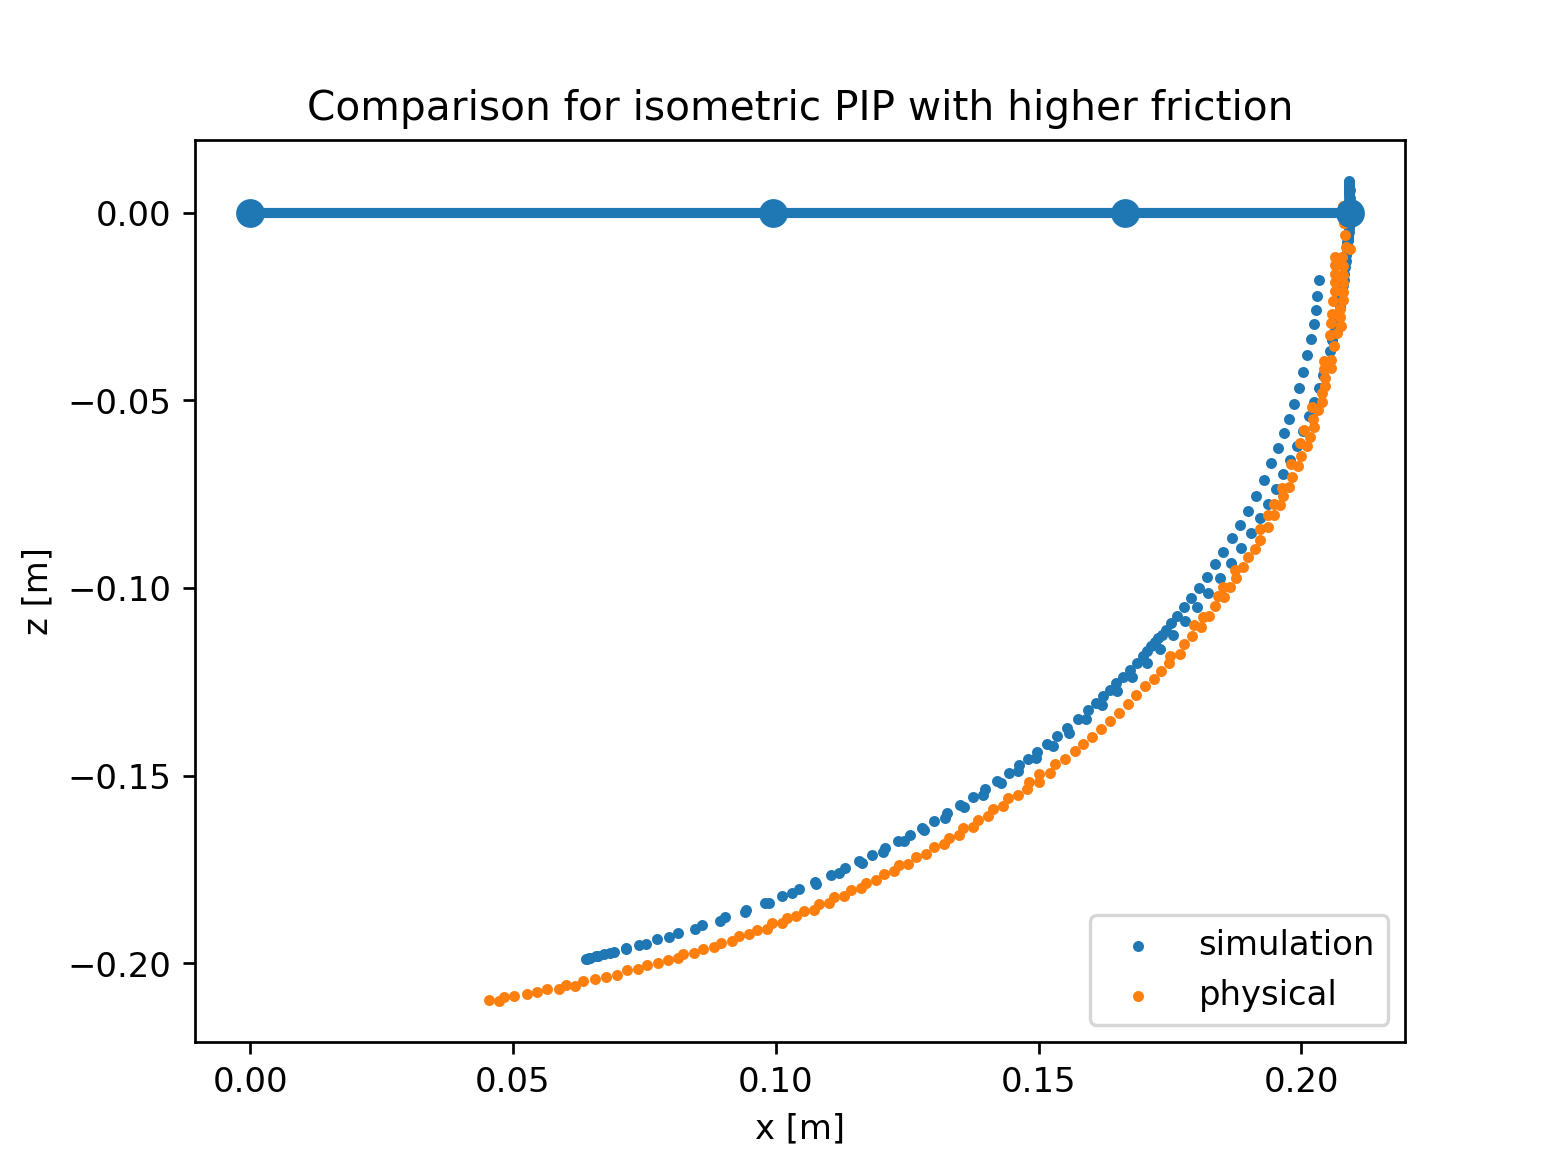 Comparison for isometric PIP with higher friction
0.00
−0.05
−0.10
−0.15
−0.20
z [m]
simulation
physical
0.00 0.05 0.10 0.15 0.20
x [m]